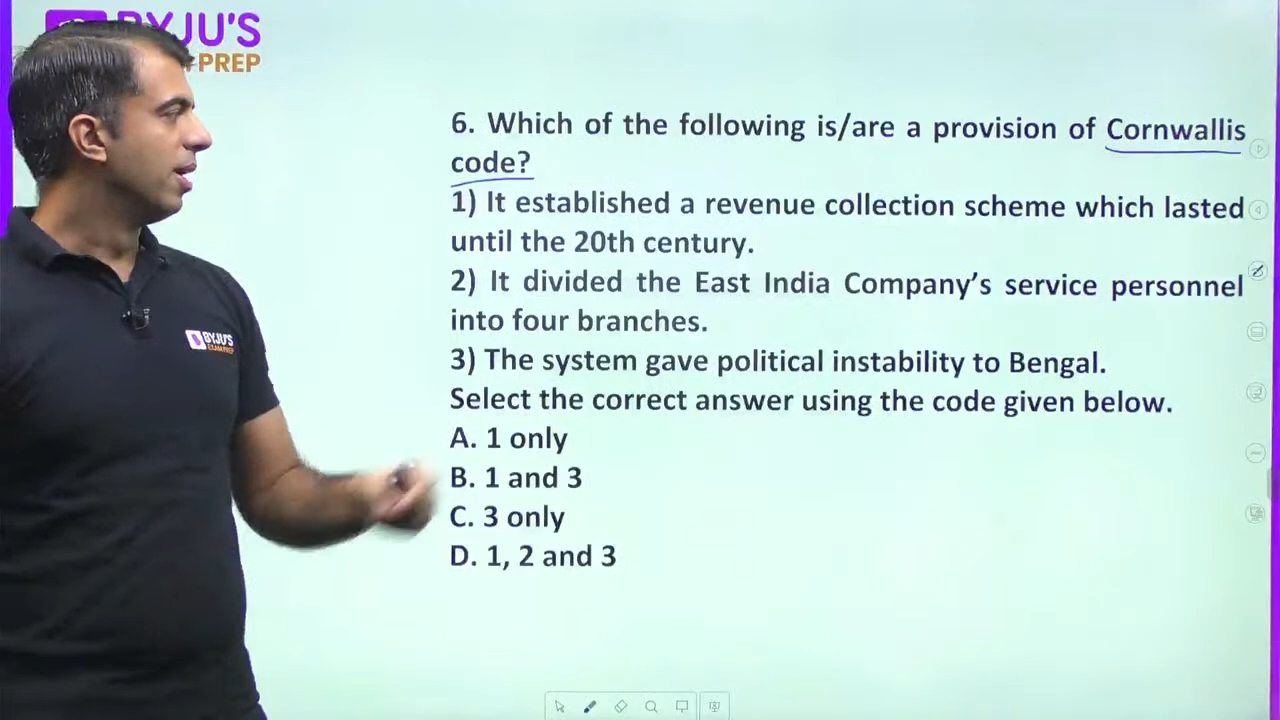 BYJU'S
PREP
6. Which of the following is/are a provision of Cornwallis
code?
1) It established a revenue collection scheme which lasted
until the 20th century.
2) It divided the East India Company's service personnel
into four branches.
3) The system gave political instability to Bengal.
Select the correct answer using the code given below.
A. 1 only
B. 1 and 3
C. 3 only
D. 1, 2 and 3
BYJU'S
EXAM PREP